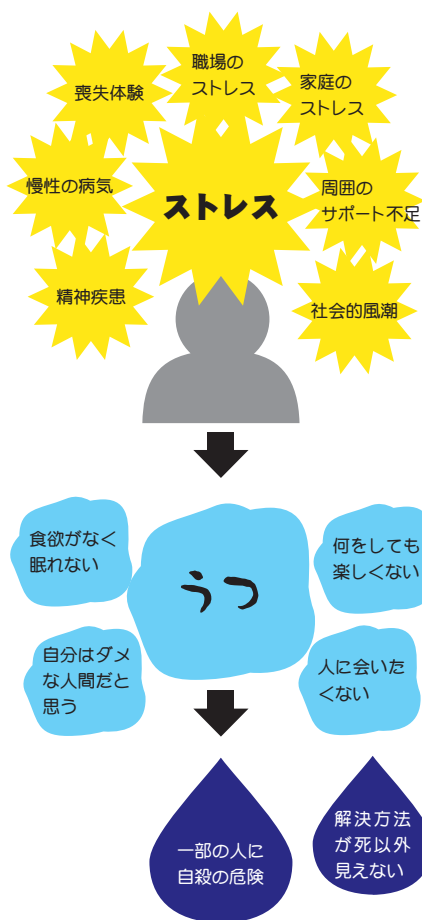 職場の
ストレス
喪失体験
家庭の
ストレス
慢性の病気
ストレス
周囲の
サポート不足
精神疾患
社会的風潮
食欲がなく
眠れない
うつ
何をしても
楽しくない
自分はダメ
な人間だと
思う
人に会いた
くない
一部の人に
自殺の危険
解決方法
が死以外
見えない